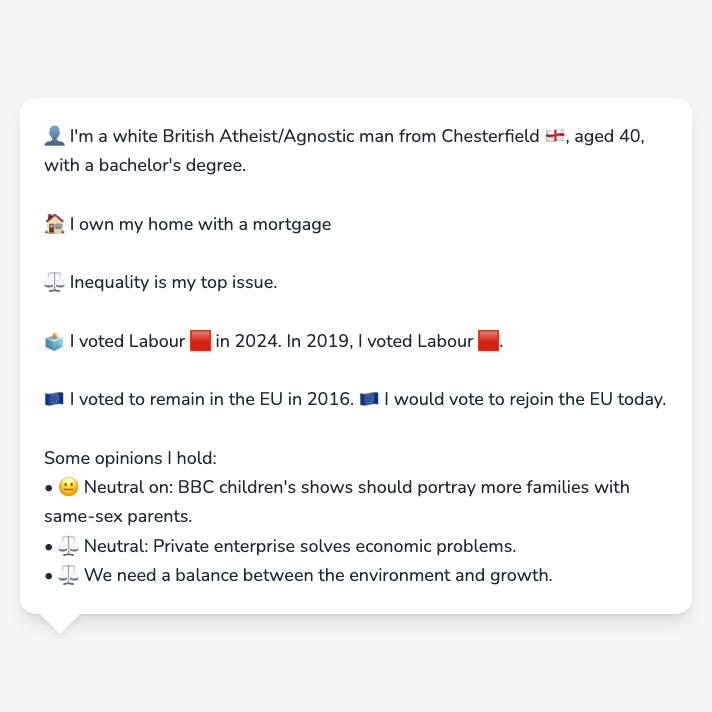 👤 I'm a white British Atheist/Agnostic man from Chesterfield 🏴󠁧󠁢󠁥󠁮󠁧󠁿, aged 40,
with a bachelor's degree.
🏠 I own my home with a mortgage
⚖️ Inequality is my top issue.
🗳️ I voted Labour 🟥 in 2024. In 2019, I voted Labour 🟥.
🇪🇺 I voted to remain in the EU in 2016. 🇪🇺 I would vote to rejoin the EU today.
Some opinions I hold:
• 😐 Neutral on: BBC children's shows should portray more families with
same-sex parents.
• ⚖️ Neutral: Private enterprise solves economic problems.
• ⚖️ We need a balance between the environment and growth.